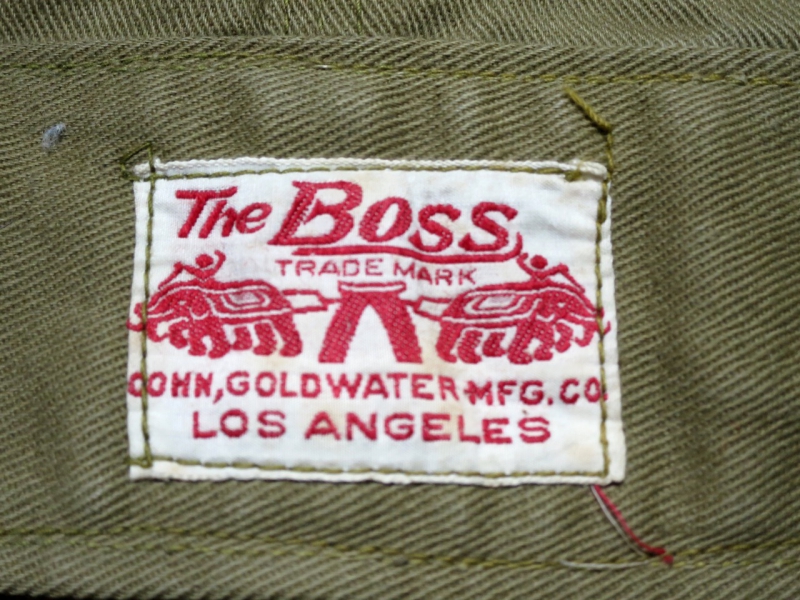 The Boss
TRADE MARK
COHN, GOLDWATER MFG. CO
LOS ANGELES